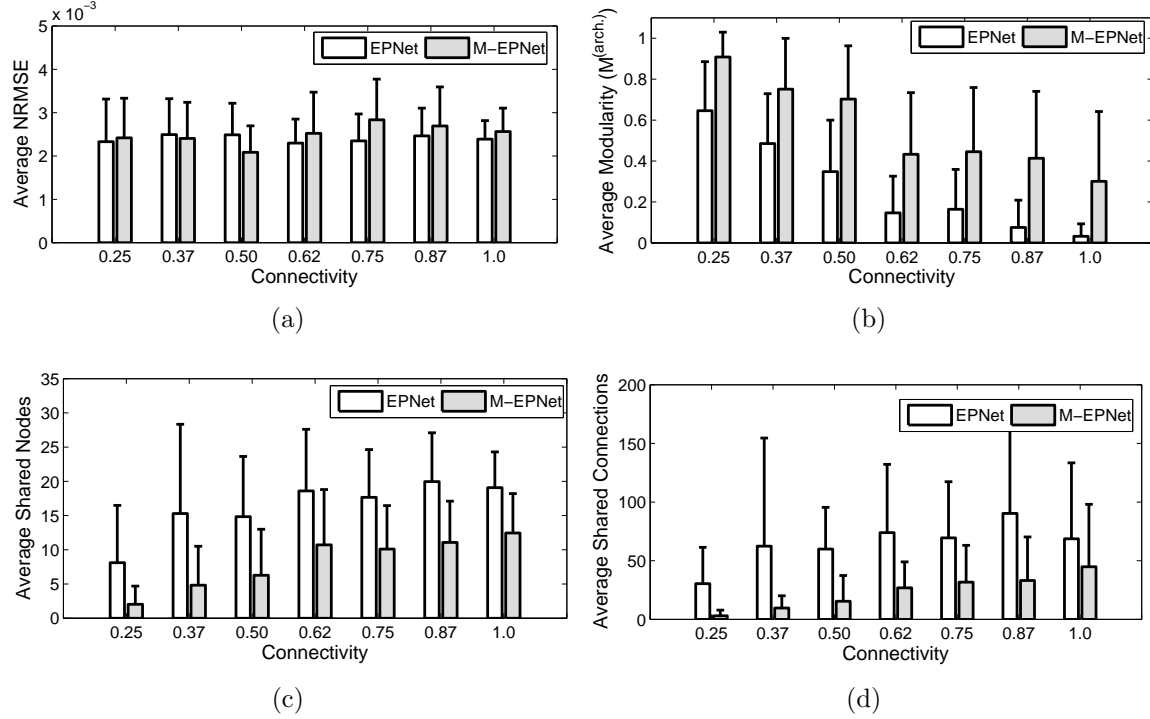 x 10⁻³
5
4
3
2
1
0
Average NRMSE
EPNet
M−EPNet
0.25 0.37 0.50 0.62 0.75 0.87 1.0
Connectivity
(a)
1
0.8
0.6
0.4
0.2
0
Average Modularity (M^(arch.))
EPNet
M−EPNet
0.25 0.37 0.50 0.62 0.75 0.87 1.0
Connectivity
(b)
35
30
25
20
15
10
5
0
Average Shared Nodes
EPNet
M−EPNet
0.25 0.37 0.50 0.62 0.75 0.87 1.0
Connectivity
(c)
200
150
100
50
0
Average Shared Connections
EPNet
M−EPNet
0.25 0.37 0.50 0.62 0.75 0.87 1.0
Connectivity
(d)